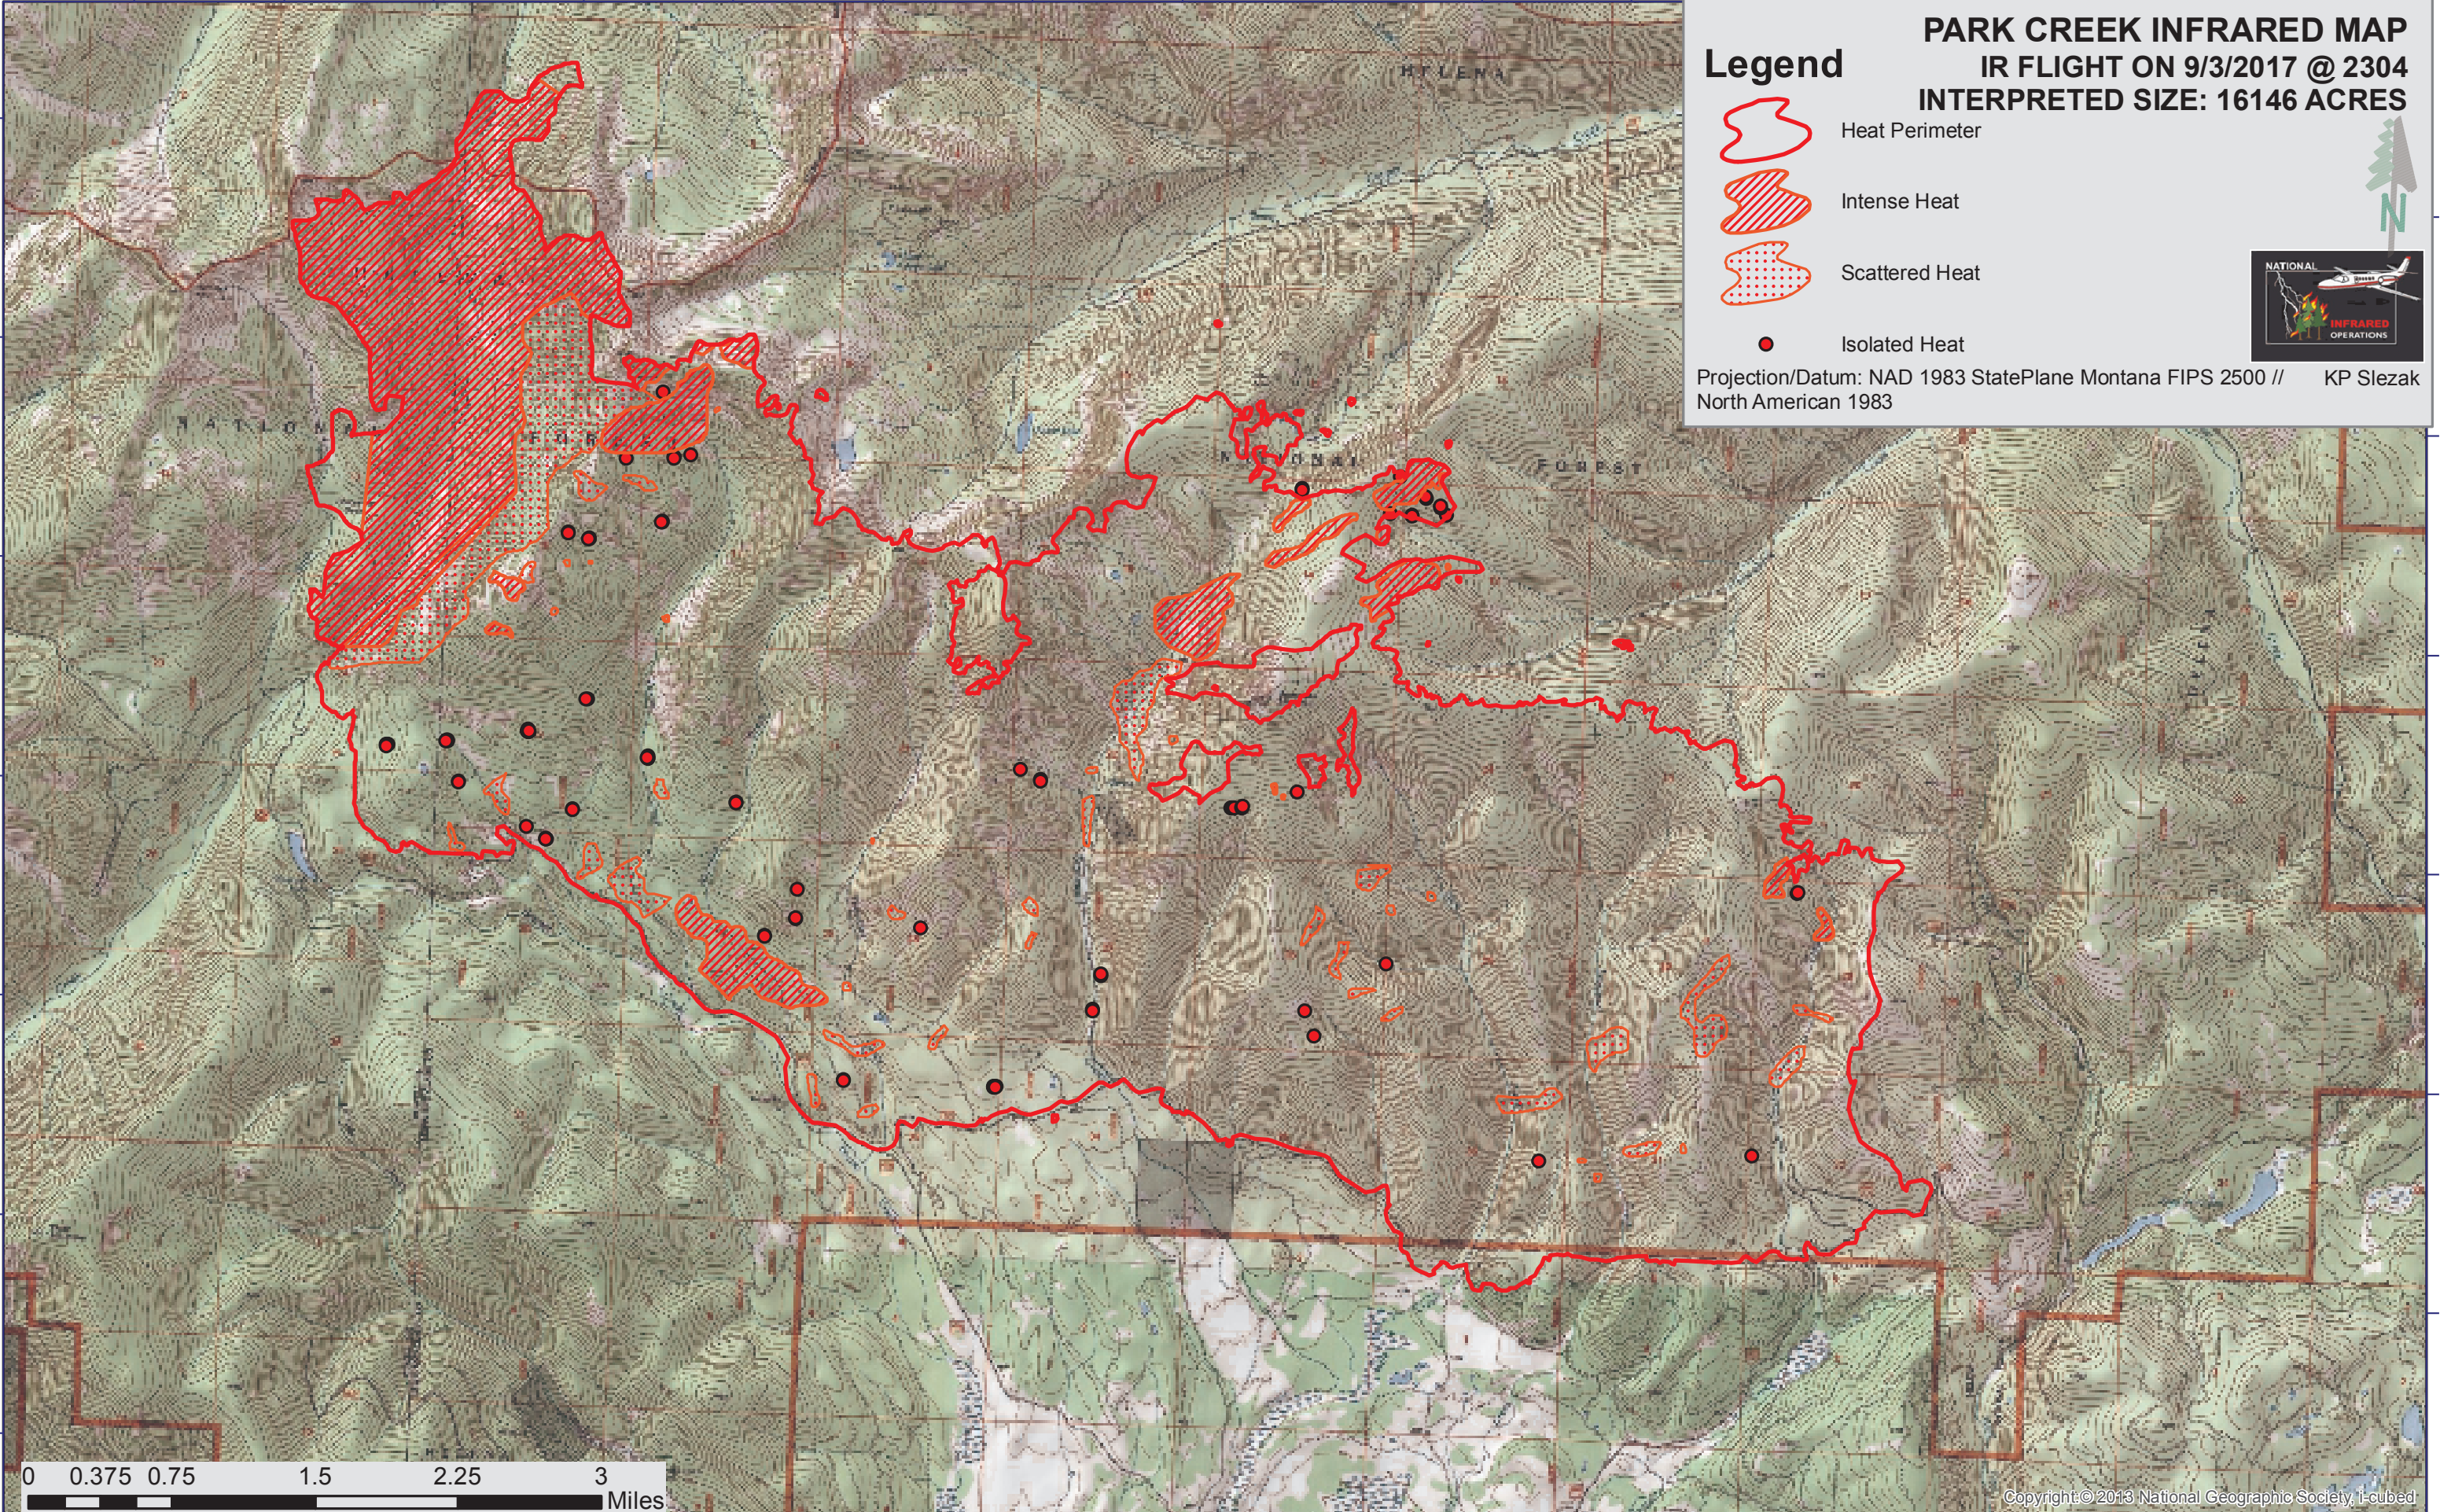 PARK CREEK INFRARED MAP
IR FLIGHT ON 9/3/2017 @ 2304
INTERPRETED SIZE: 16146 ACRES
Legend
Heat Perimeter
Intense Heat
Scattered Heat
Isolated Heat
N
NATIONAL
INFRARED
OPERATIONS
Projection/Datum: NAD 1983 StatePlane Montana FIPS 2500 //
North American 1983
KP Slezak
HELENA
NATIONAL
FOREST
NATIONAL
FOREST
0 0.375 0.75 1.5 2.25 3
Miles
Copyright:© 2013 National Geographic Society, i-cubed